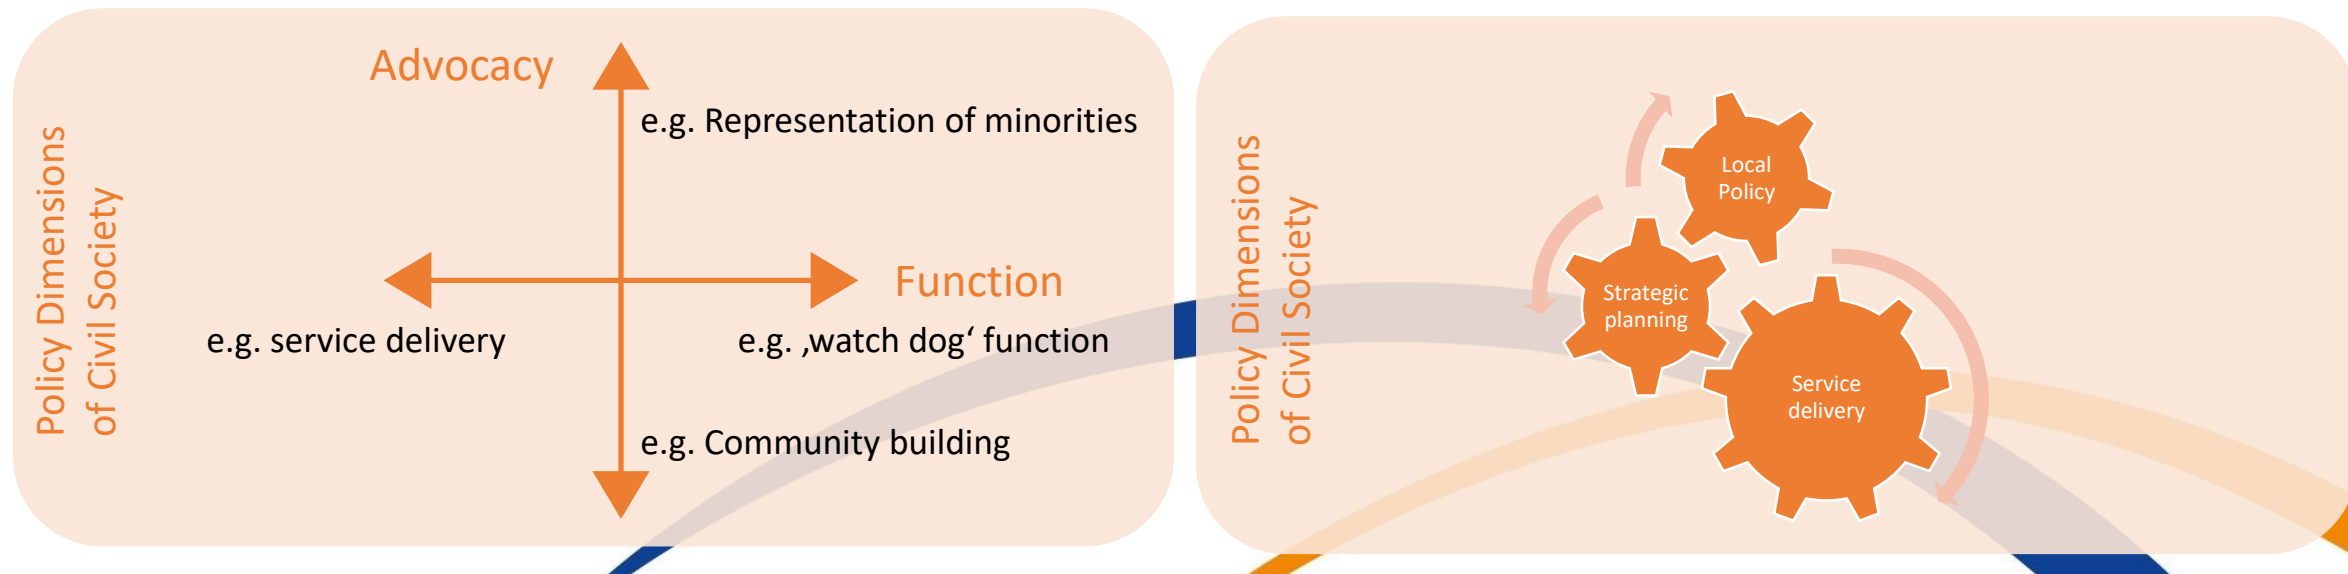 Policy Dimensions
of Civil Society
Advocacy
e.g. Representation of minorities
Function
e.g. service delivery
e.g. ‚watch dog‘ function
e.g. Community building
Policy Dimensions
of Civil Society
Local
Policy
Strategic
planning
Service
delivery